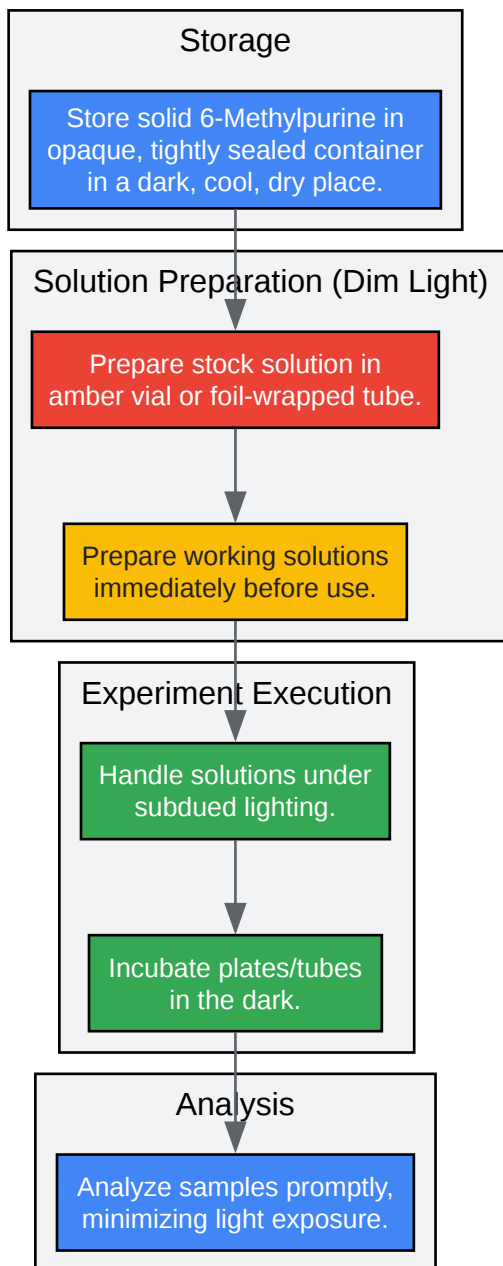 Storage
Store solid 6-Methylpurine in
opaque, tightly sealed container
in a dark, cool, dry place.
Solution Preparation (Dim Light)
Prepare stock solution in
amber vial or foil-wrapped tube.
Prepare working solutions
immediately before use.
Experiment Execution
Handle solutions under
subdued lighting.
Incubate plates/tubes
in the dark.
Analysis
Analyze samples promptly,
minimizing light exposure.